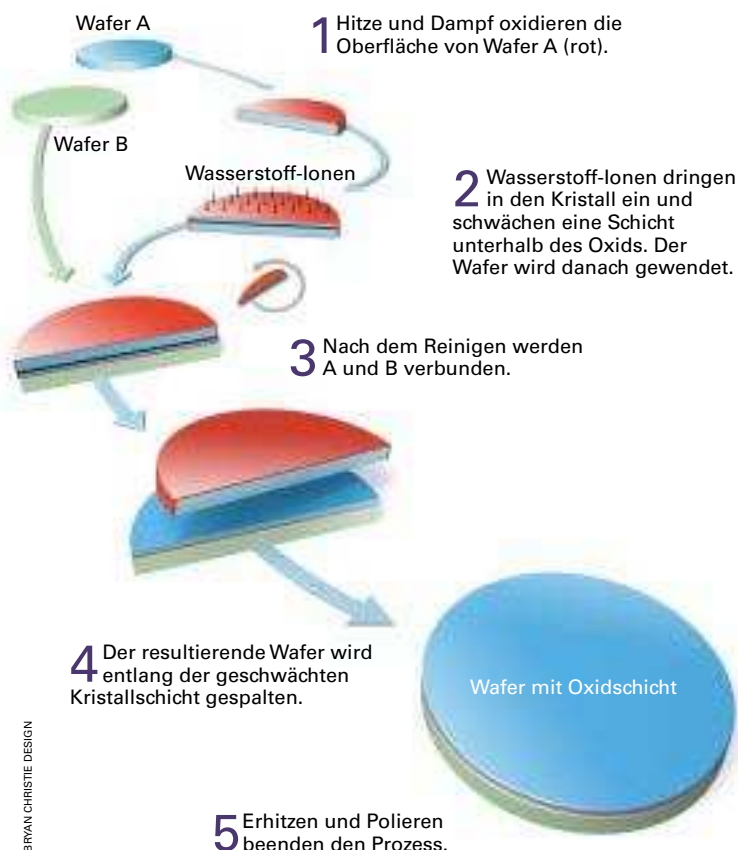 Wafer A
1 Hitze und Dampf oxidieren die
Oberfläche von Wafer A (rot).
Wafer B
Wasserstoff-Ionen
2 Wasserstoff-Ionen dringen
in den Kristall ein und
schwächen eine Schicht
unterhalb des Oxids. Der
Wafer wird danach gewendet.
3 Nach dem Reinigen werden
A und B verbunden.
4 Der resultierende Wafer wird
entlang der geschwächten
Kristallschicht gespalten.
Wafer mit Oxidschicht
5 Erhitzen und Polieren
beenden den Prozess.
BRYAN CHRISTIE DESIGN